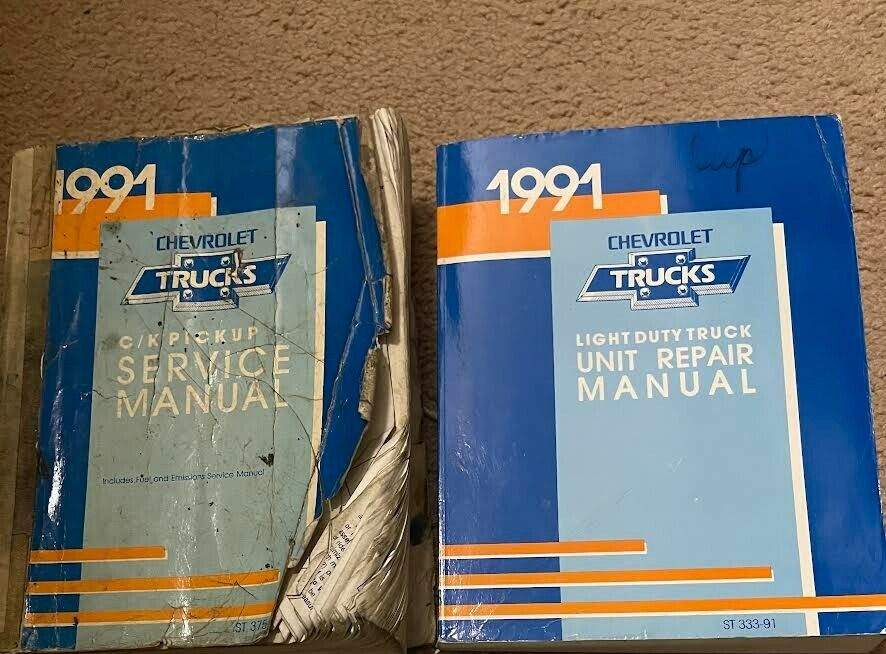 1991
CHEVROLET
TRUCKS
C/K PICKUP
SERVICE
MANUAL
Includes Fuel and Emissions Service Manual
ST 375
1991
CHEVROLET
TRUCKS
LIGHT DUTY TRUCK
UNIT REPAIR
MANUAL
ST 333-91